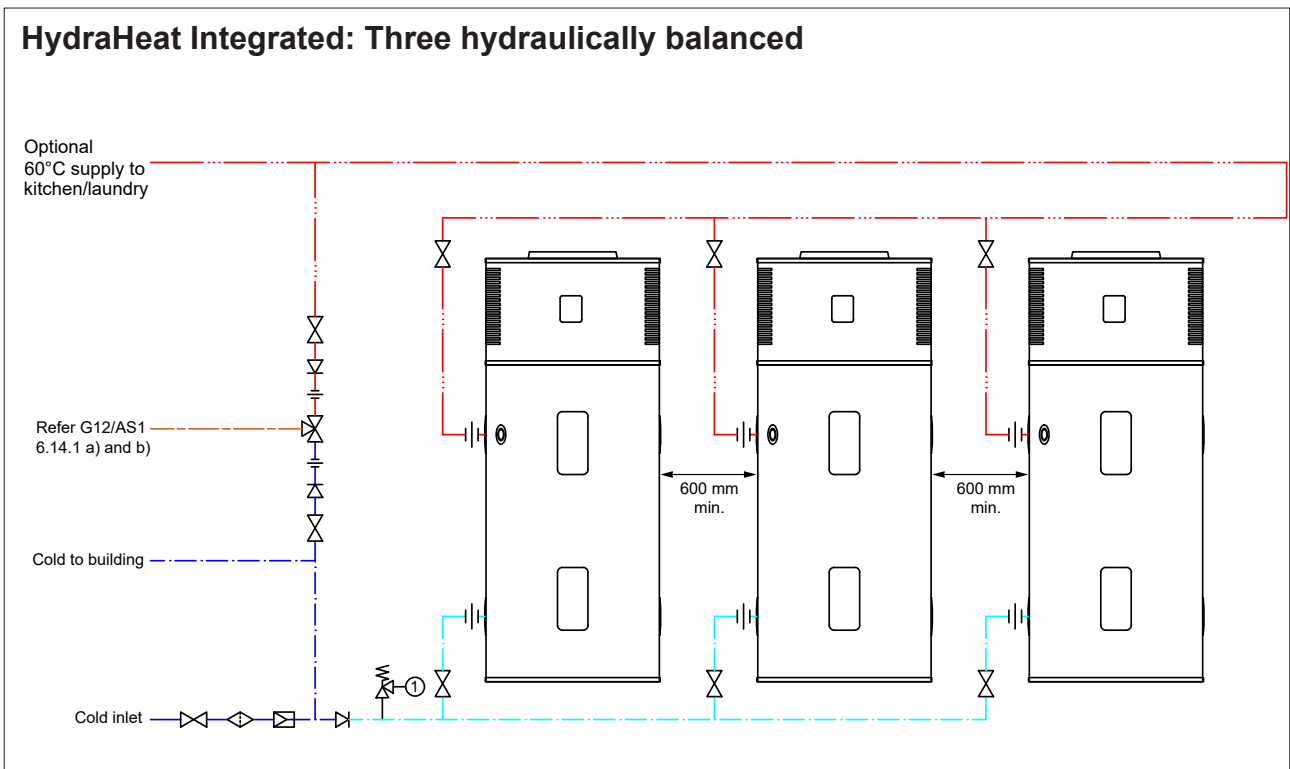 HydraHeat Integrated: Three hydraulically balanced
Optional
60°C supply to
kitchen/laundry
Refer G12/AS1
6.14.1 a) and b)
600 mm
min.
600 mm
min.
Cold to building
1
Cold inlet